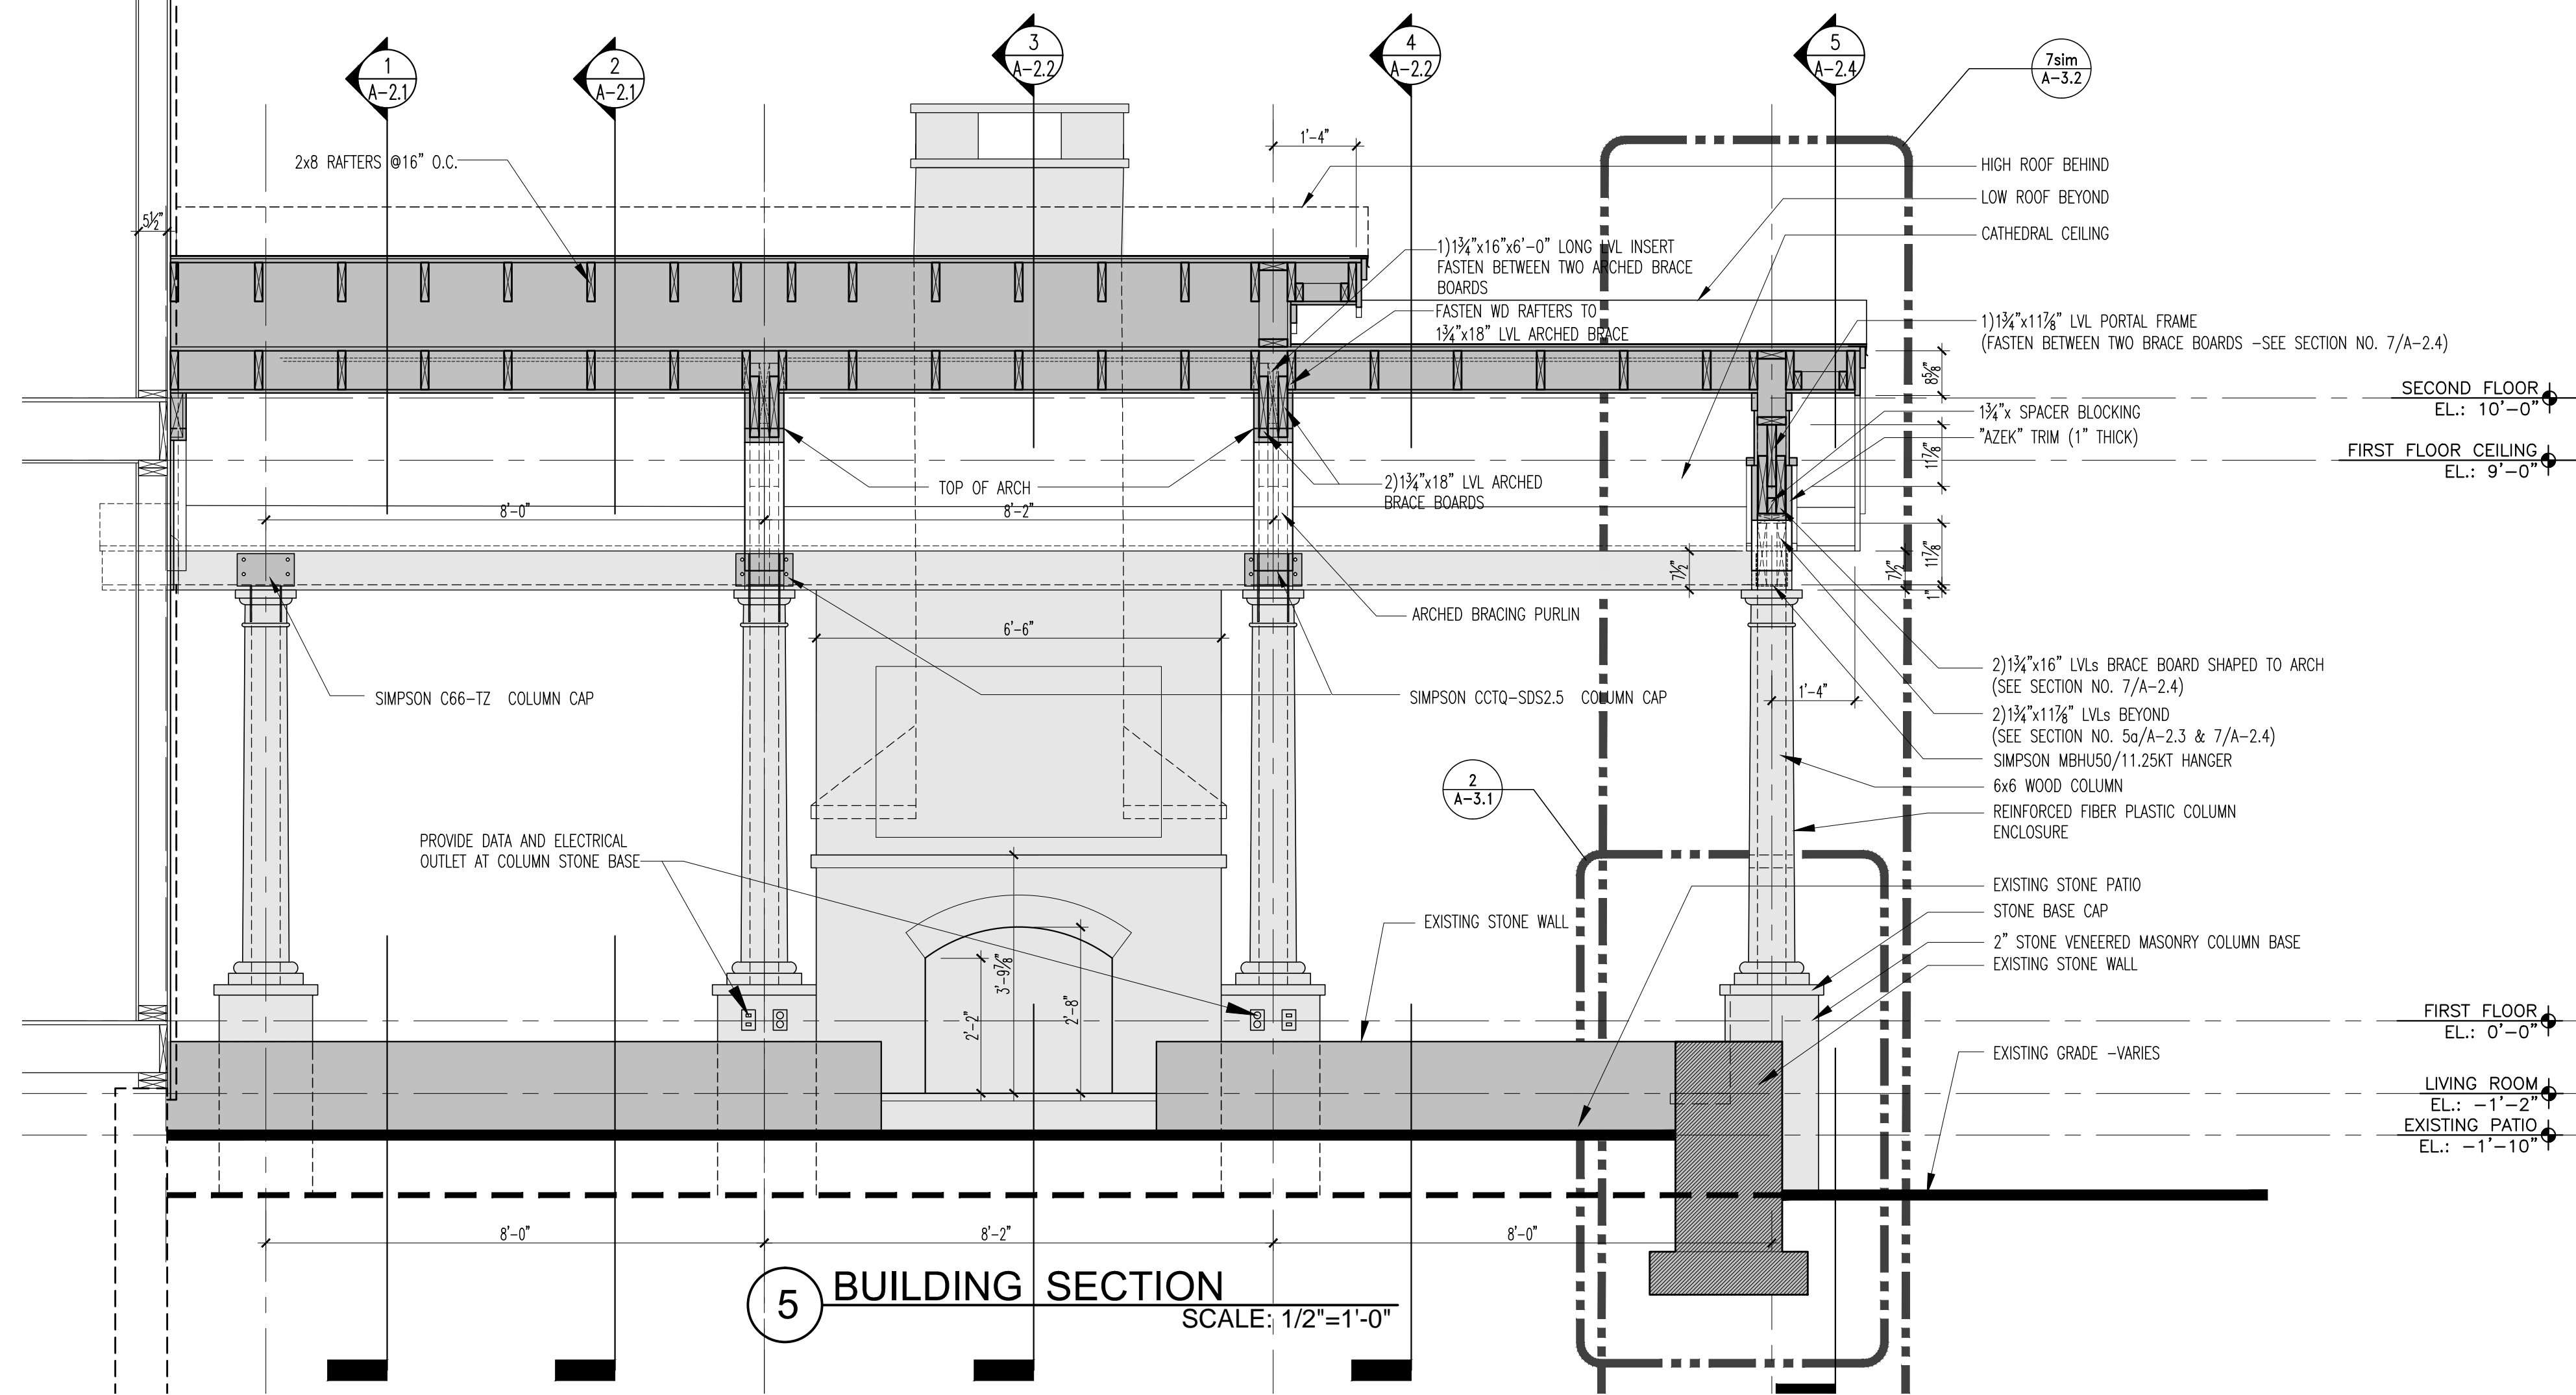 1
A-2.1
2
A-2.1
3
A-2.2
4
A-2.2
5
A-2.4
7sim
A-3.2
1'-4"
2x8 RAFTERS @16" O.C.
HIGH ROOF BEHIND
LOW ROOF BEYOND
CATHEDRAL CEILING
5½"
1)1¾"x16"x6'-0" LONG LVL INSERT
FASTEN BETWEEN TWO ARCHED BRACE
BOARDS
FASTEN WD RAFTERS TO
1¾"x18" LVL ARCHED BRACE
1)1¾"x11⅞" LVL PORTAL FRAME
(FASTEN BETWEEN TWO BRACE BOARDS -SEE SECTION NO. 7/A-2.4)
8⅝"
SECOND FLOOR
EL.: 10'-0"
1¾"x SPACER BLOCKING
"AZEK" TRIM (1" THICK)
11⅞"
FIRST FLOOR CEILING
EL.: 9'-0"
TOP OF ARCH
2)1¾"x18" LVL ARCHED
BRACE BOARDS
8'-0"
8'-2"
7½"
7½"
11⅞"
1"
ARCHED BRACING PURLIN
6'-6"
2)1¾"x16" LVLs BRACE BOARD SHAPED TO ARCH
(SEE SECTION NO. 7/A-2.4)
SIMPSON C66-TZ COLUMN CAP
SIMPSON CCTQ-SDS2.5 COLUMN CAP
1'-4"
2)1¾"x11⅞" LVLs BEYOND
(SEE SECTION NO. 5a/A-2.3 & 7/A-2.4)
SIMPSON MBHU50/11.25KT HANGER
6x6 WOOD COLUMN
2
A-3.1
REINFORCED FIBER PLASTIC COLUMN
ENCLOSURE
PROVIDE DATA AND ELECTRICAL
OUTLET AT COLUMN STONE BASE
EXISTING STONE PATIO
STONE BASE CAP
EXISTING STONE WALL
2" STONE VENEERED MASONRY COLUMN BASE
EXISTING STONE WALL
2'-2"
3'-9⅞"
2'-8"
FIRST FLOOR
EL.: 0'-0"
EXISTING GRADE -VARIES
LIVING ROOM
EL.: -1'-2"
EXISTING PATIO
EL.: -1'-10"
8'-0"
8'-2"
8'-0"
5
BUILDING SECTION
SCALE: 1/2"=1'-0"